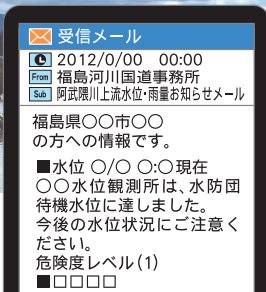 受信メール
2012/0/00 00:00
From 福島河川国道事務所
Sub 阿武隈川上流水位・雨量お知らせメール
福島県○○市○○
の方への情報です。
■水位 ○/○ ○:○現在
○○水位観測所は、水防団
待機水位に達しました。
今後の水位状況にご注意く
ださい。
危険度レベル(1)
■□□□□